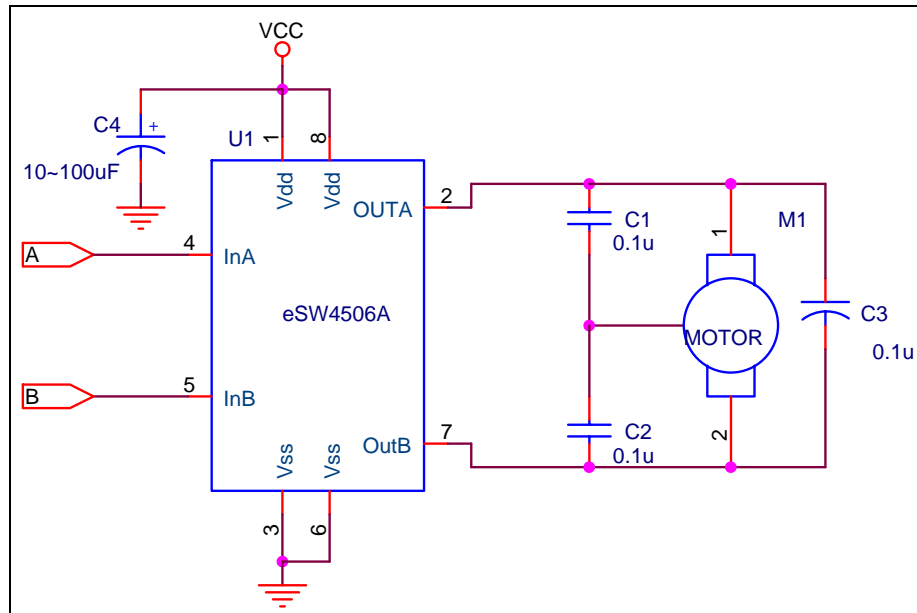 VCC
C4
+
10~100uF
U1
1
8
Vdd
Vdd
OUTA
2
A
4
InA
eSW4506A
B
5
InB
OutB
7
Vss
Vss
3
6
C1
0.1u
C2
0.1u
M1
1
MOTOR
2
C3
0.1u